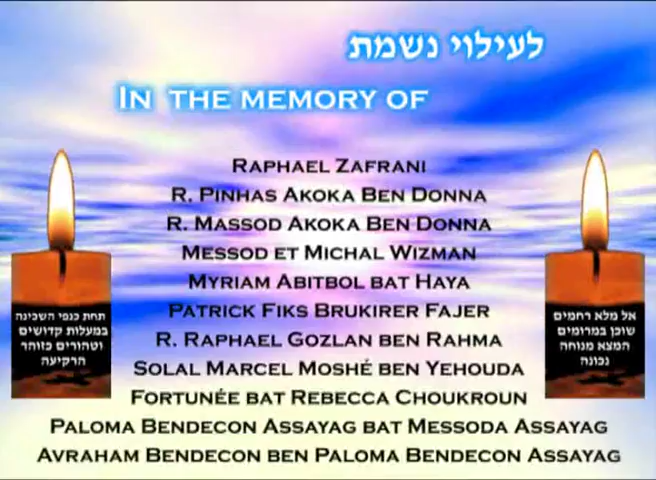 לעילוי נשמת
IN THE MEMORY OF
RAPHAEL ZAFRANI
R. PINHAS AKOKA BEN DONNA
R. MASSOD AKOKA BEN DONNA
MESSOD ET MICHAL WIZMAN
MYRIAM ABITBOL BAT HAYA
PATRICK FIKS BRUKIRER FAJER
R. RAPHAEL GOZLAN BEN RAHMA
SOLAL MARCEL MOSHÉ BEN YEHOUDA
FORTUNÉE BAT REBECCA CHOUKROUN
PALOMA BENDECON ASSAYAG BAT MESSODA ASSAYAG
AVRAHAM BENDECON BEN PALOMA BENDECON ASSAYAG
אל מלא רחמים
שוכן במרומים
המצא מנוחה
נכונה
תחת כנפי השכינה
במעלות קדושים
וטהורים כזוהר
הרקיעה